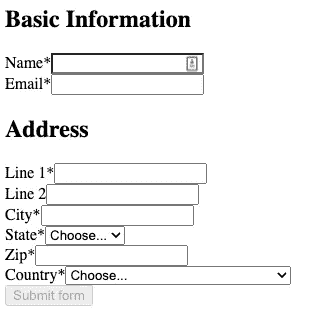 Basic Information
Name*
Email*
Address
Line 1*
Line 2
City*
State* Choose...
Zip*
Country* Choose...
Submit form